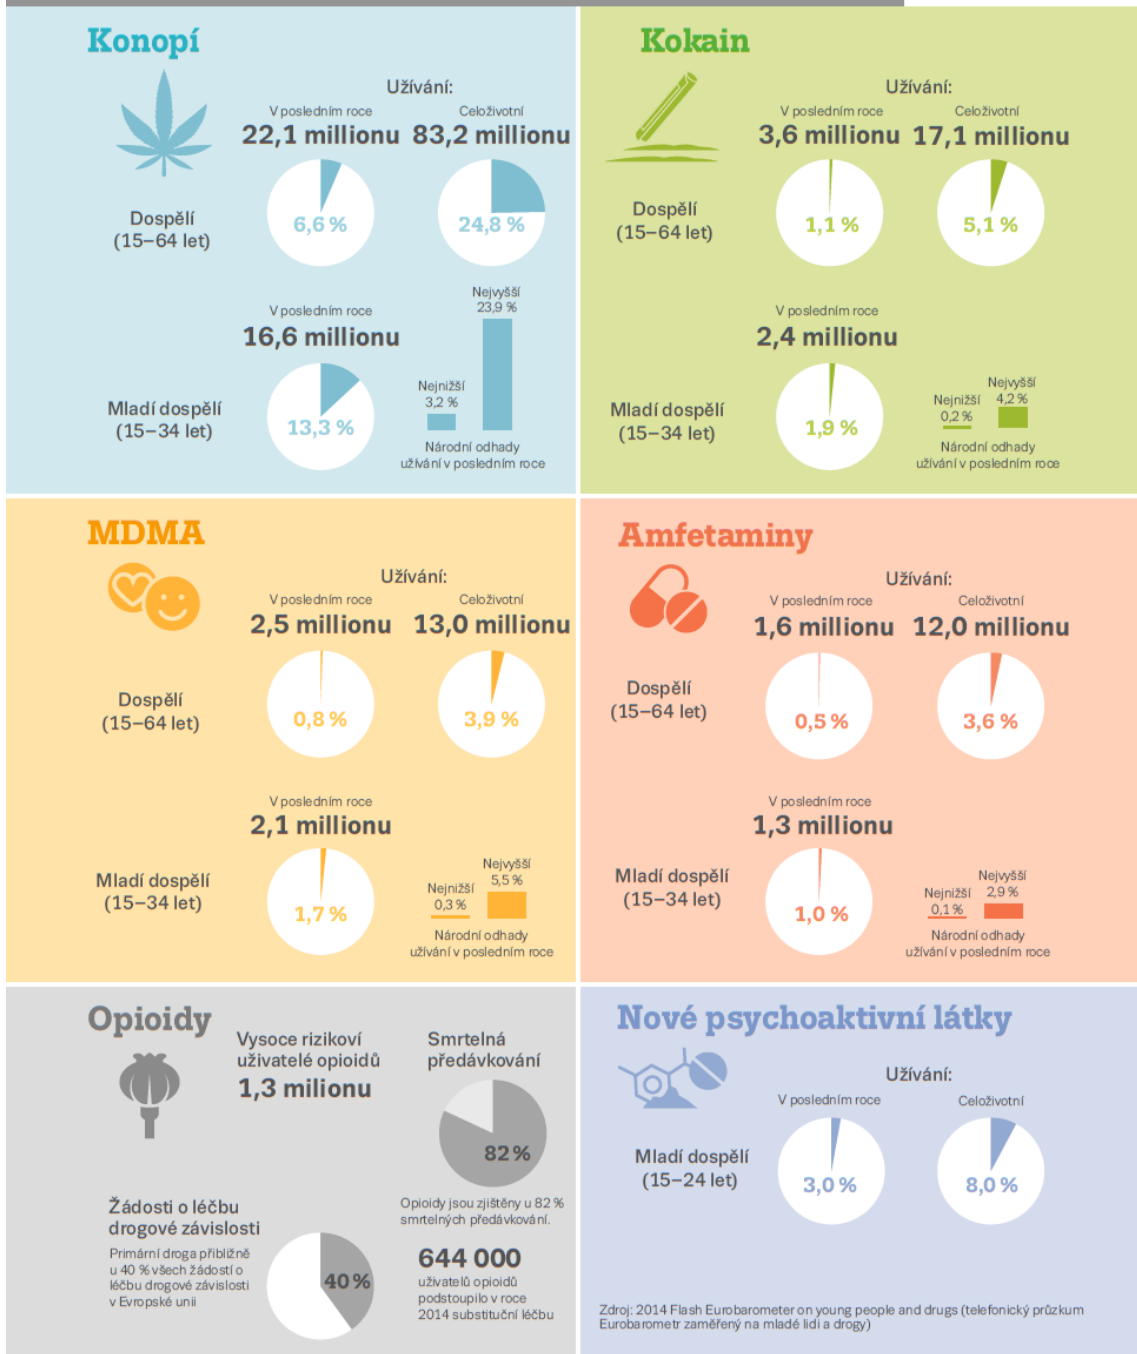 Konopí
Užívání:
V posledním roce
22,1 millionu
Celoživotní
83,2 millionu
Dospělí
(15–64 let)
6,6 %
24,8 %
V posledním roce
16,6 millionu
Mladí dospělí
(15–34 let)
13,3 %
Nejnižší
3,2 %
Nejvyšší
23,9 %
Národní odhady
užívání v posledním roce
Kokain
Užívání:
V posledním roce
3,6 millionu
Celoživotní
17,1 millionu
Dospělí
(15–64 let)
1,1 %
5,1 %
V posledním roce
2,4 millionu
Mladí dospělí
(15–34 let)
1,9 %
Nejnižší
0,2 %
Nejvyšší
4,2 %
Národní odhady
užívání v posledním roce
MDMA
Užívání:
V posledním roce
2,5 millionu
Celoživotní
13,0 millionu
Dospělí
(15–64 let)
0,8 %
3,9 %
V posledním roce
2,1 millionu
Mladí dospělí
(15–34 let)
1,7 %
Nejnižší
0,3 %
Nejvyšší
5,5 %
Národní odhady
užívání v posledním roce
Amfetaminy
Užívání:
V posledním roce
1,6 millionu
Celoživotní
12,0 millionu
Dospělí
(15–64 let)
0,5 %
3,6 %
V posledním roce
1,3 millionu
Mladí dospělí
(15–34 let)
1,0 %
Nejnižší
0,1 %
Nejvyšší
2,9 %
Národní odhady
užívání v posledním roce
Opioidy
Vysoce rizikoví
uživatelé opioidů
1,3 milionu
Smrtelná
předávkování
82 %
Opioidy jsou zjištěny u 82 %
smrtelných předávkování.
Žádosti o léčbu
drogové závislosti
Primární droga přibližně
u 40 % všech žádostí o
léčbu drogové závislosti
v Evropské unii
40 %
644 000
uživatelů opioidů
podstoupilo v roce
2014 substituční léčbu
Nové psychoaktivní látky
Užívání:
V posledním roce
Celoživotní
Mladí dospělí
(15–24 let)
3,0 %
8,0 %
Zdroj: 2014 Flash Eurobarometer on young people and drugs (telefonický průzkum
Eurobarometr zaměřený na mladé lidi a drogy)